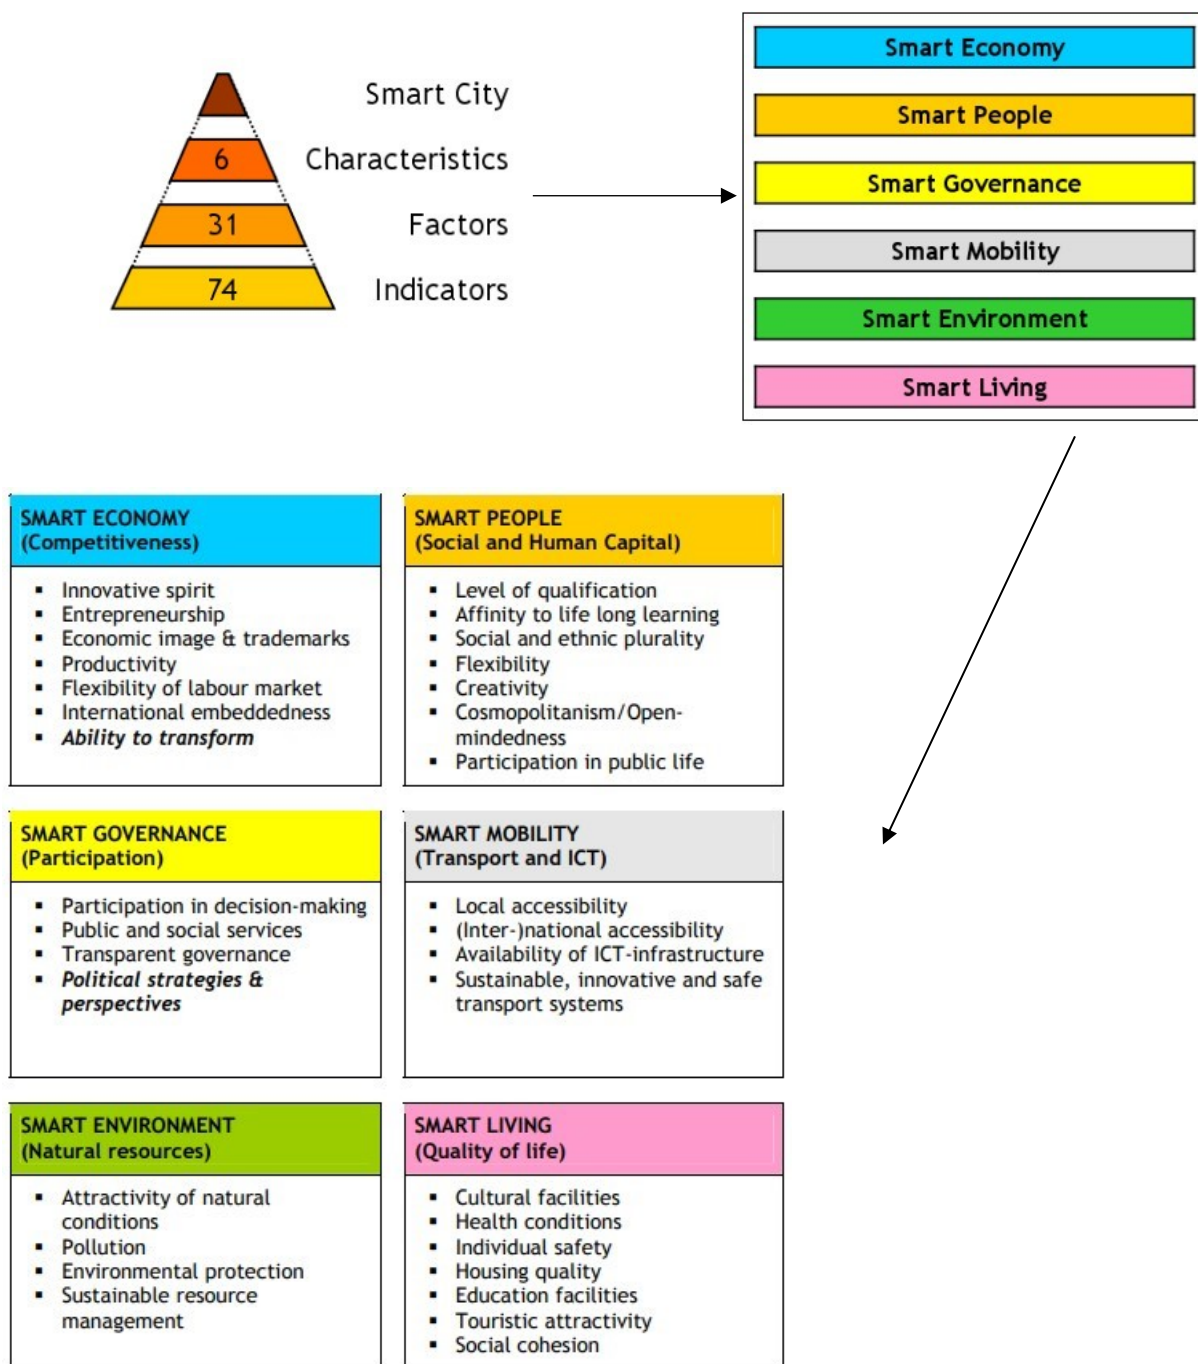 Smart City
6
Characteristics
31
Factors
74
Indicators
Smart Economy
Smart People
Smart Governance
Smart Mobility
Smart Environment
Smart Living
SMART ECONOMY
(Competitiveness)
▪ Innovative spirit
▪ Entrepreneurship
▪ Economic image & trademarks
▪ Productivity
▪ Flexibility of labour market
▪ International embeddedness
▪ Ability to transform
SMART PEOPLE
(Social and Human Capital)
▪ Level of qualification
▪ Affinity to life long learning
▪ Social and ethnic plurality
▪ Flexibility
▪ Creativity
▪ Cosmopolitanism/Open-
mindedness
▪ Participation in public life
SMART GOVERNANCE
(Participation)
▪ Participation in decision-making
▪ Public and social services
▪ Transparent governance
▪ Political strategies &
perspectives
SMART MOBILITY
(Transport and ICT)
▪ Local accessibility
▪ (Inter-)national accessibility
▪ Availability of ICT-infrastructure
▪ Sustainable, innovative and safe
transport systems
SMART ENVIRONMENT
(Natural resources)
▪ Attractivity of natural
conditions
▪ Pollution
▪ Environmental protection
▪ Sustainable resource
management
SMART LIVING
(Quality of life)
▪ Cultural facilities
▪ Health conditions
▪ Individual safety
▪ Housing quality
▪ Education facilities
▪ Touristic attractivity
▪ Social cohesion